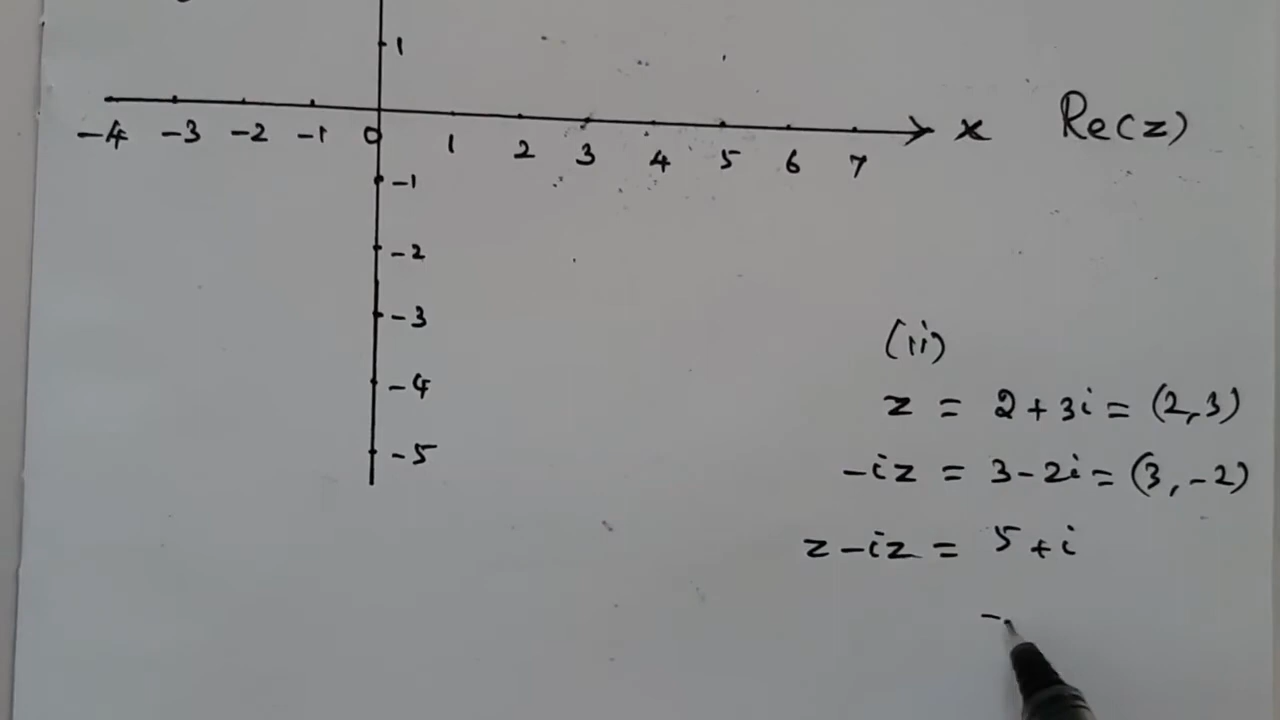 1
-4 -3 -2 -1 0 1 2 3 4 5 6 7 x Re(z)
-1
-2
-3
-4
-5
(ii)
z = 2+3i = (2,3)
-iz = 3-2i = (3,-2)
z-iz = 5+i